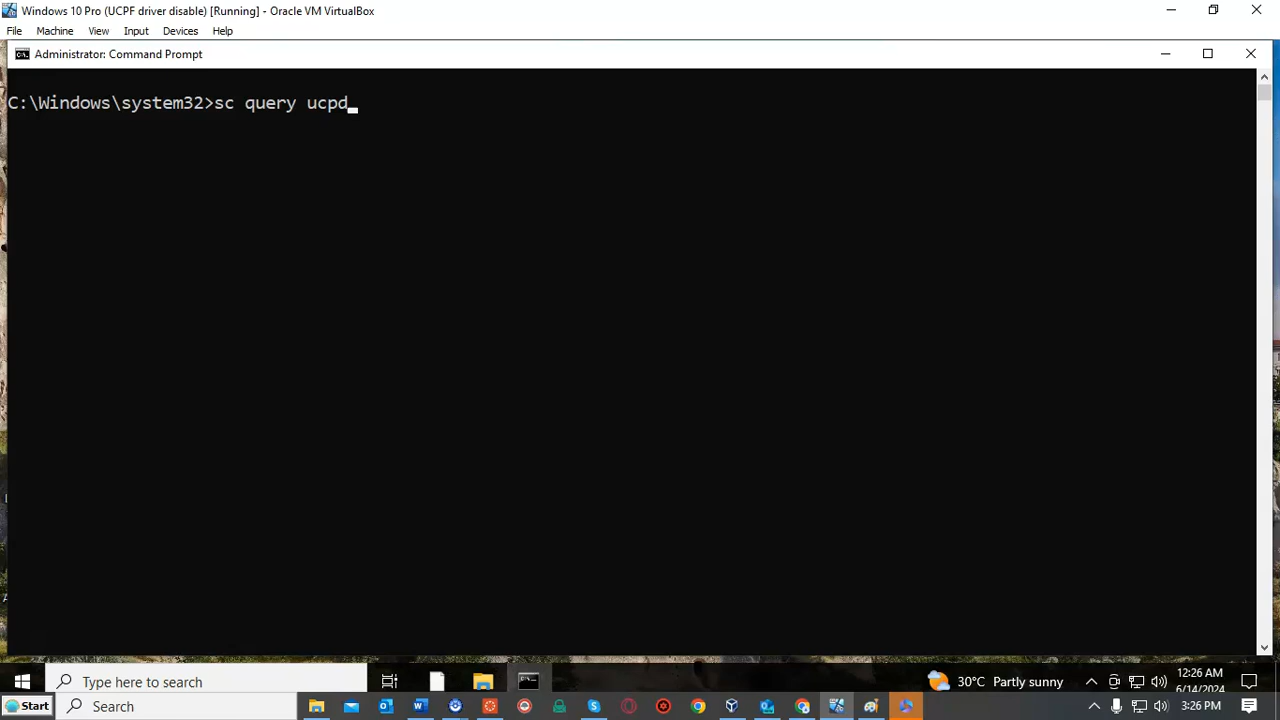 Windows 10 Pro (UCPF driver disable) [Running] - Oracle VM VirtualBox
File Machine View Input Devices Help
Administrator: Command Prompt
C:\Windows\system32>sc query ucpd
Type here to search
30°C Partly sunny
12:26 AM
6/14/2024
Start
Search
3:26 PM